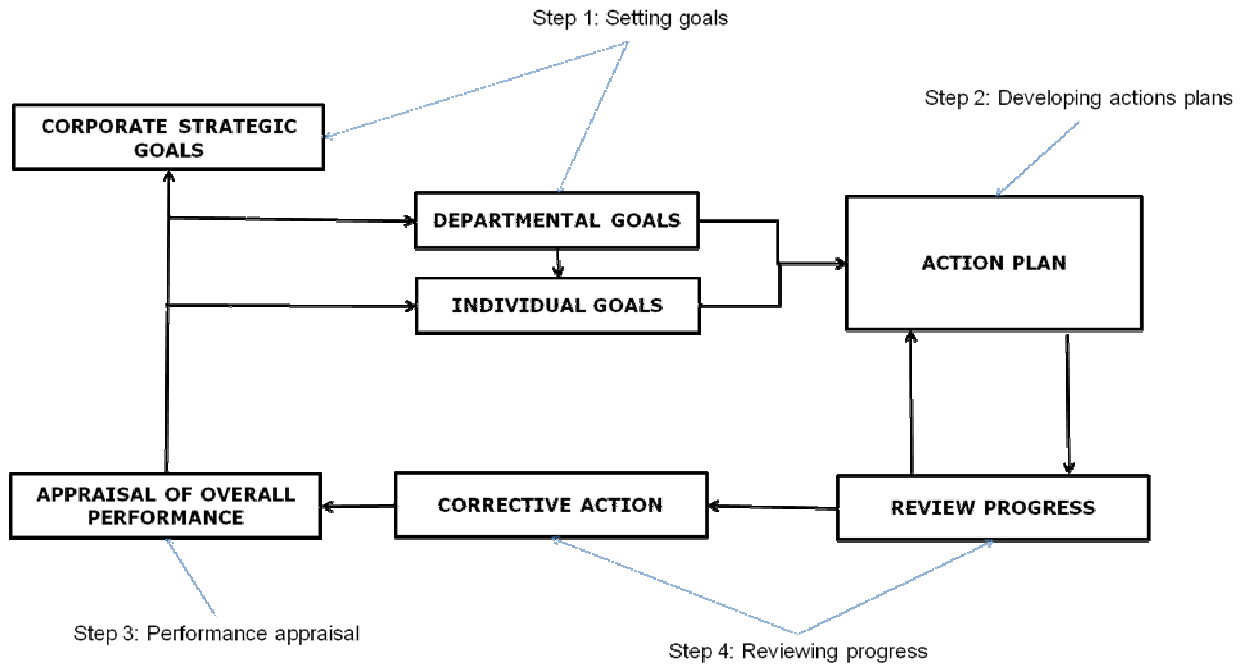 Step 1: Setting goals
Step 2: Developing actions plans
CORPORATE STRATEGIC
GOALS
DEPARTMENTAL GOALS
ACTION PLAN
INDIVIDUAL GOALS
APPRAISAL OF OVERALL
PERFORMANCE
CORRECTIVE ACTION
REVIEW PROGRESS
Step 3: Performance appraisal
Step 4: Reviewing progress